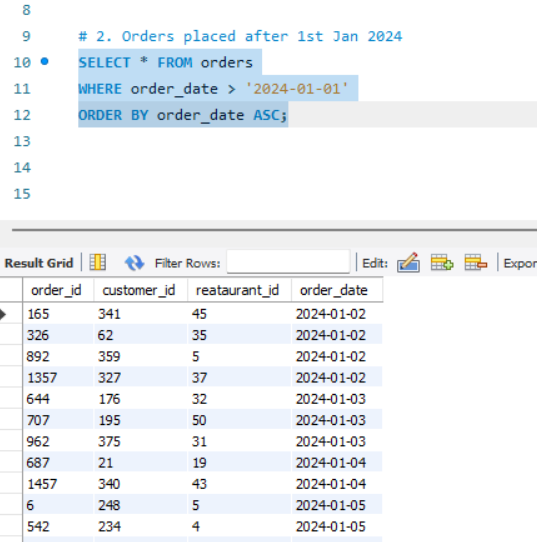 8
9 # 2. Orders placed after 1st Jan 2024
10 SELECT * FROM orders
11 WHERE order_date > '2024-01-01'
12 ORDER BY order_date ASC;
13
14
15
Result Grid Filter Rows: Edit: Expor
order_id customer_id reataurant_id order_date
165 341 45 2024-01-02
326 62 35 2024-01-02
892 359 5 2024-01-02
1357 327 37 2024-01-02
644 176 32 2024-01-03
707 195 50 2024-01-03
962 375 31 2024-01-03
687 21 19 2024-01-04
1457 340 43 2024-01-04
6 248 5 2024-01-05
542 234 4 2024-01-05